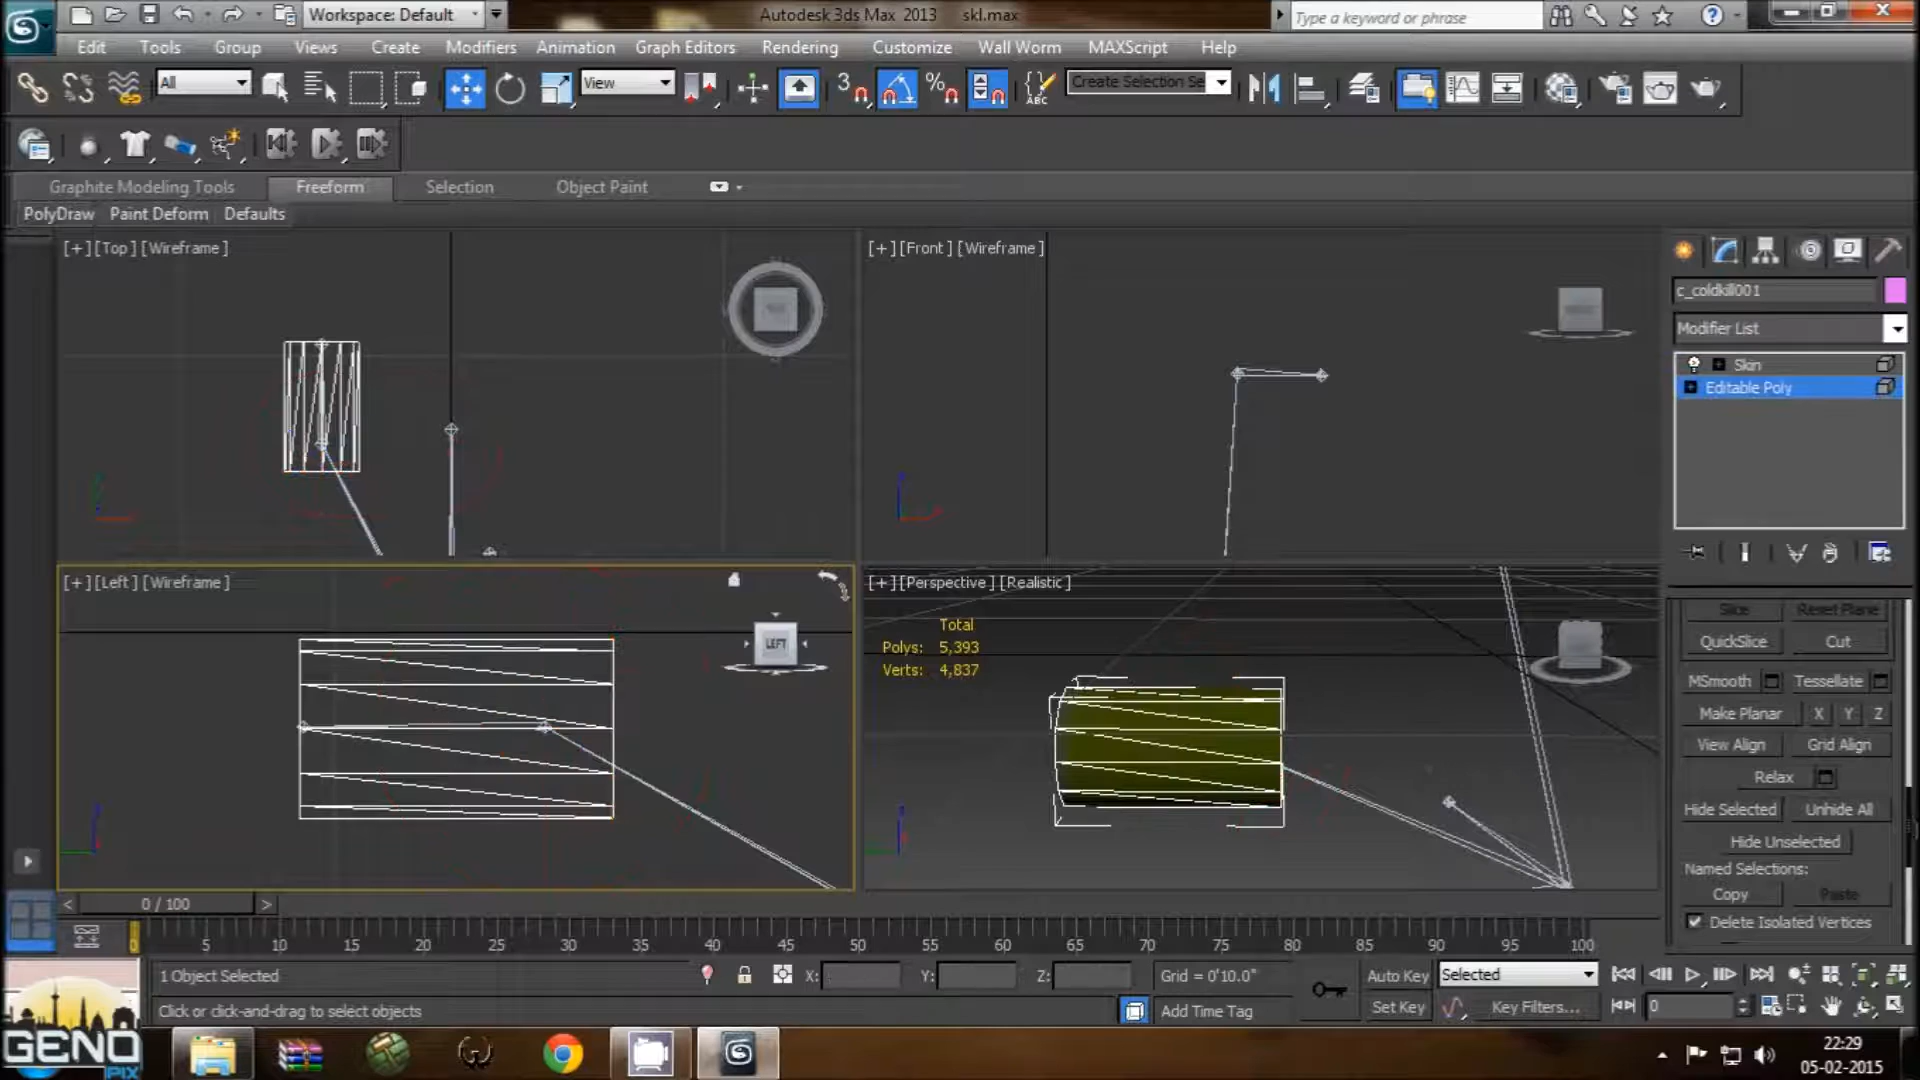 Workspace: Default
Autodesk 3ds Max 2013 skl.max
Type a keyword or phrase
Edit Tools Group Views Create Modifiers Animation Graph Editors Rendering Customize Wall Worm MAXScript Help
All
View
3
%
ABC
Create Selection Se
Graphite Modeling Tools Freeform Selection Object Paint
PolyDraw Paint Deform Defaults
[+][Top][Wireframe]
[+][Front][Wireframe]
c_coldkill001
Modifier List
Skin
Editable Poly
[+][Left][Wireframe]
LEFT
[+][Perspective][Realistic]
Total
Polys: 5,393
Verts: 4,837
Slice Reset Plane
QuickSlice Cut
MSmooth Tessellate
Make Planar X Y Z
View Align Grid Align
Relax
Hide Selected Unhide All
Hide Unselected
Named Selections:
Copy Paste
Delete Isolated Vertices
< 0 / 100 >
0 5 10 15 20 25 30 35 40 45 50 55 60 65 70 75 80 85 90 95 100
1 Object Selected
X: Y: Z:
Grid = 0'10.0"
Auto Key
Selected
Click or click-and-drag to select objects
Add Time Tag
Set Key
Key Filters...
0
GENO
PIX
22:29
05-02-2015